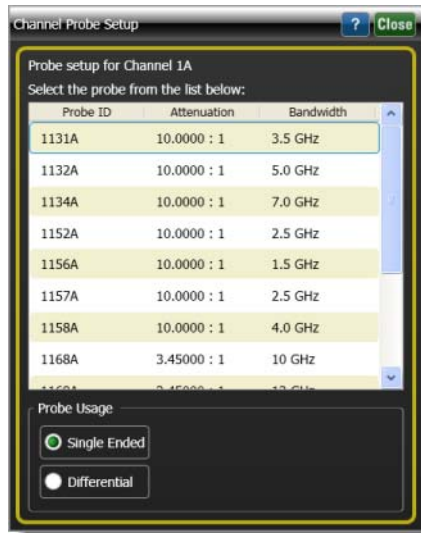 Channel Probe Setup ? Close
Probe setup for Channel 1A
Select the probe from the list below:
Probe ID Attenuation Bandwidth
1131A 10.0000 : 1 3.5 GHz
1132A 10.0000 : 1 5.0 GHz
1134A 10.0000 : 1 7.0 GHz
1152A 10.0000 : 1 2.5 GHz
1156A 10.0000 : 1 1.5 GHz
1157A 10.0000 : 1 2.5 GHz
1158A 10.0000 : 1 4.0 GHz
1168A 3.45000 : 1 10 GHz
Probe Usage
Single Ended
Differential